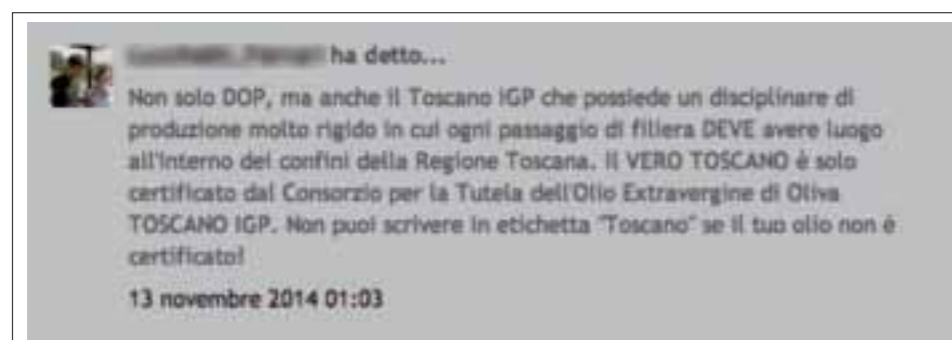 ha detto...
Non solo DOP, ma anche il Toscano IGP che possiede un disciplinare di
produzione molto rigido in cui ogni passaggio di filiera DEVE avere luogo
all'interno dei confini della Regione Toscana. Il VERO TOSCANO è solo
certificato dal Consorzio per la Tutela dell'Olio Extravergine di Oliva
TOSCANO IGP. Non puoi scrivere in etichetta "Toscano" se il tuo olio non è
certificato!
13 novembre 2014 01:03